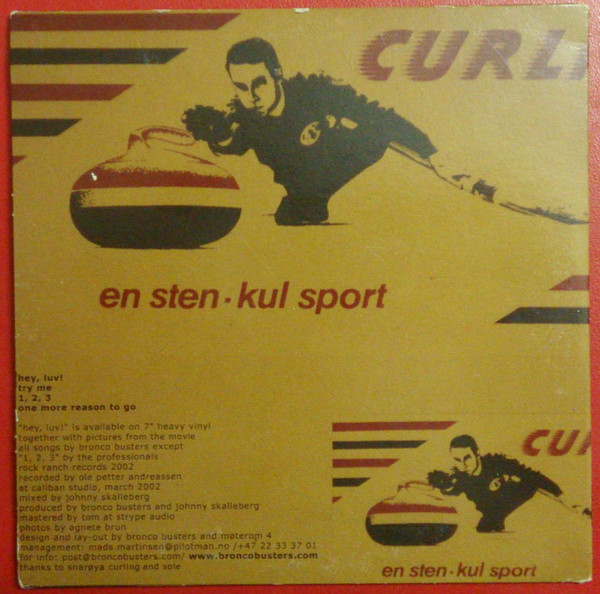 CURLI
en sten · kul sport
hey, luv!
try me
1, 2, 3
one more reason to go
"hey, luv!" is available on 7" heavy vinyl
together with pictures from the movie
all songs by bronco busters except
"1, 2, 3" by the professionals
rock ranch records 2002
recorded by ole petter andreassen
at caliban studio, march 2002
mixed by johnny skalleberg
produced by bronco busters and johnny skalleberg
mastered by tom at strype audio
photos by agnete brun
design and lay-out by bronco busters and møterom 4
management: mads.martinsen@pilotman.no /+47 22 33 37 01
for info: post@broncobusters.com/ www.broncobusters.com
thanks to snarøya curling and sole
CUR
en sten · kul sport